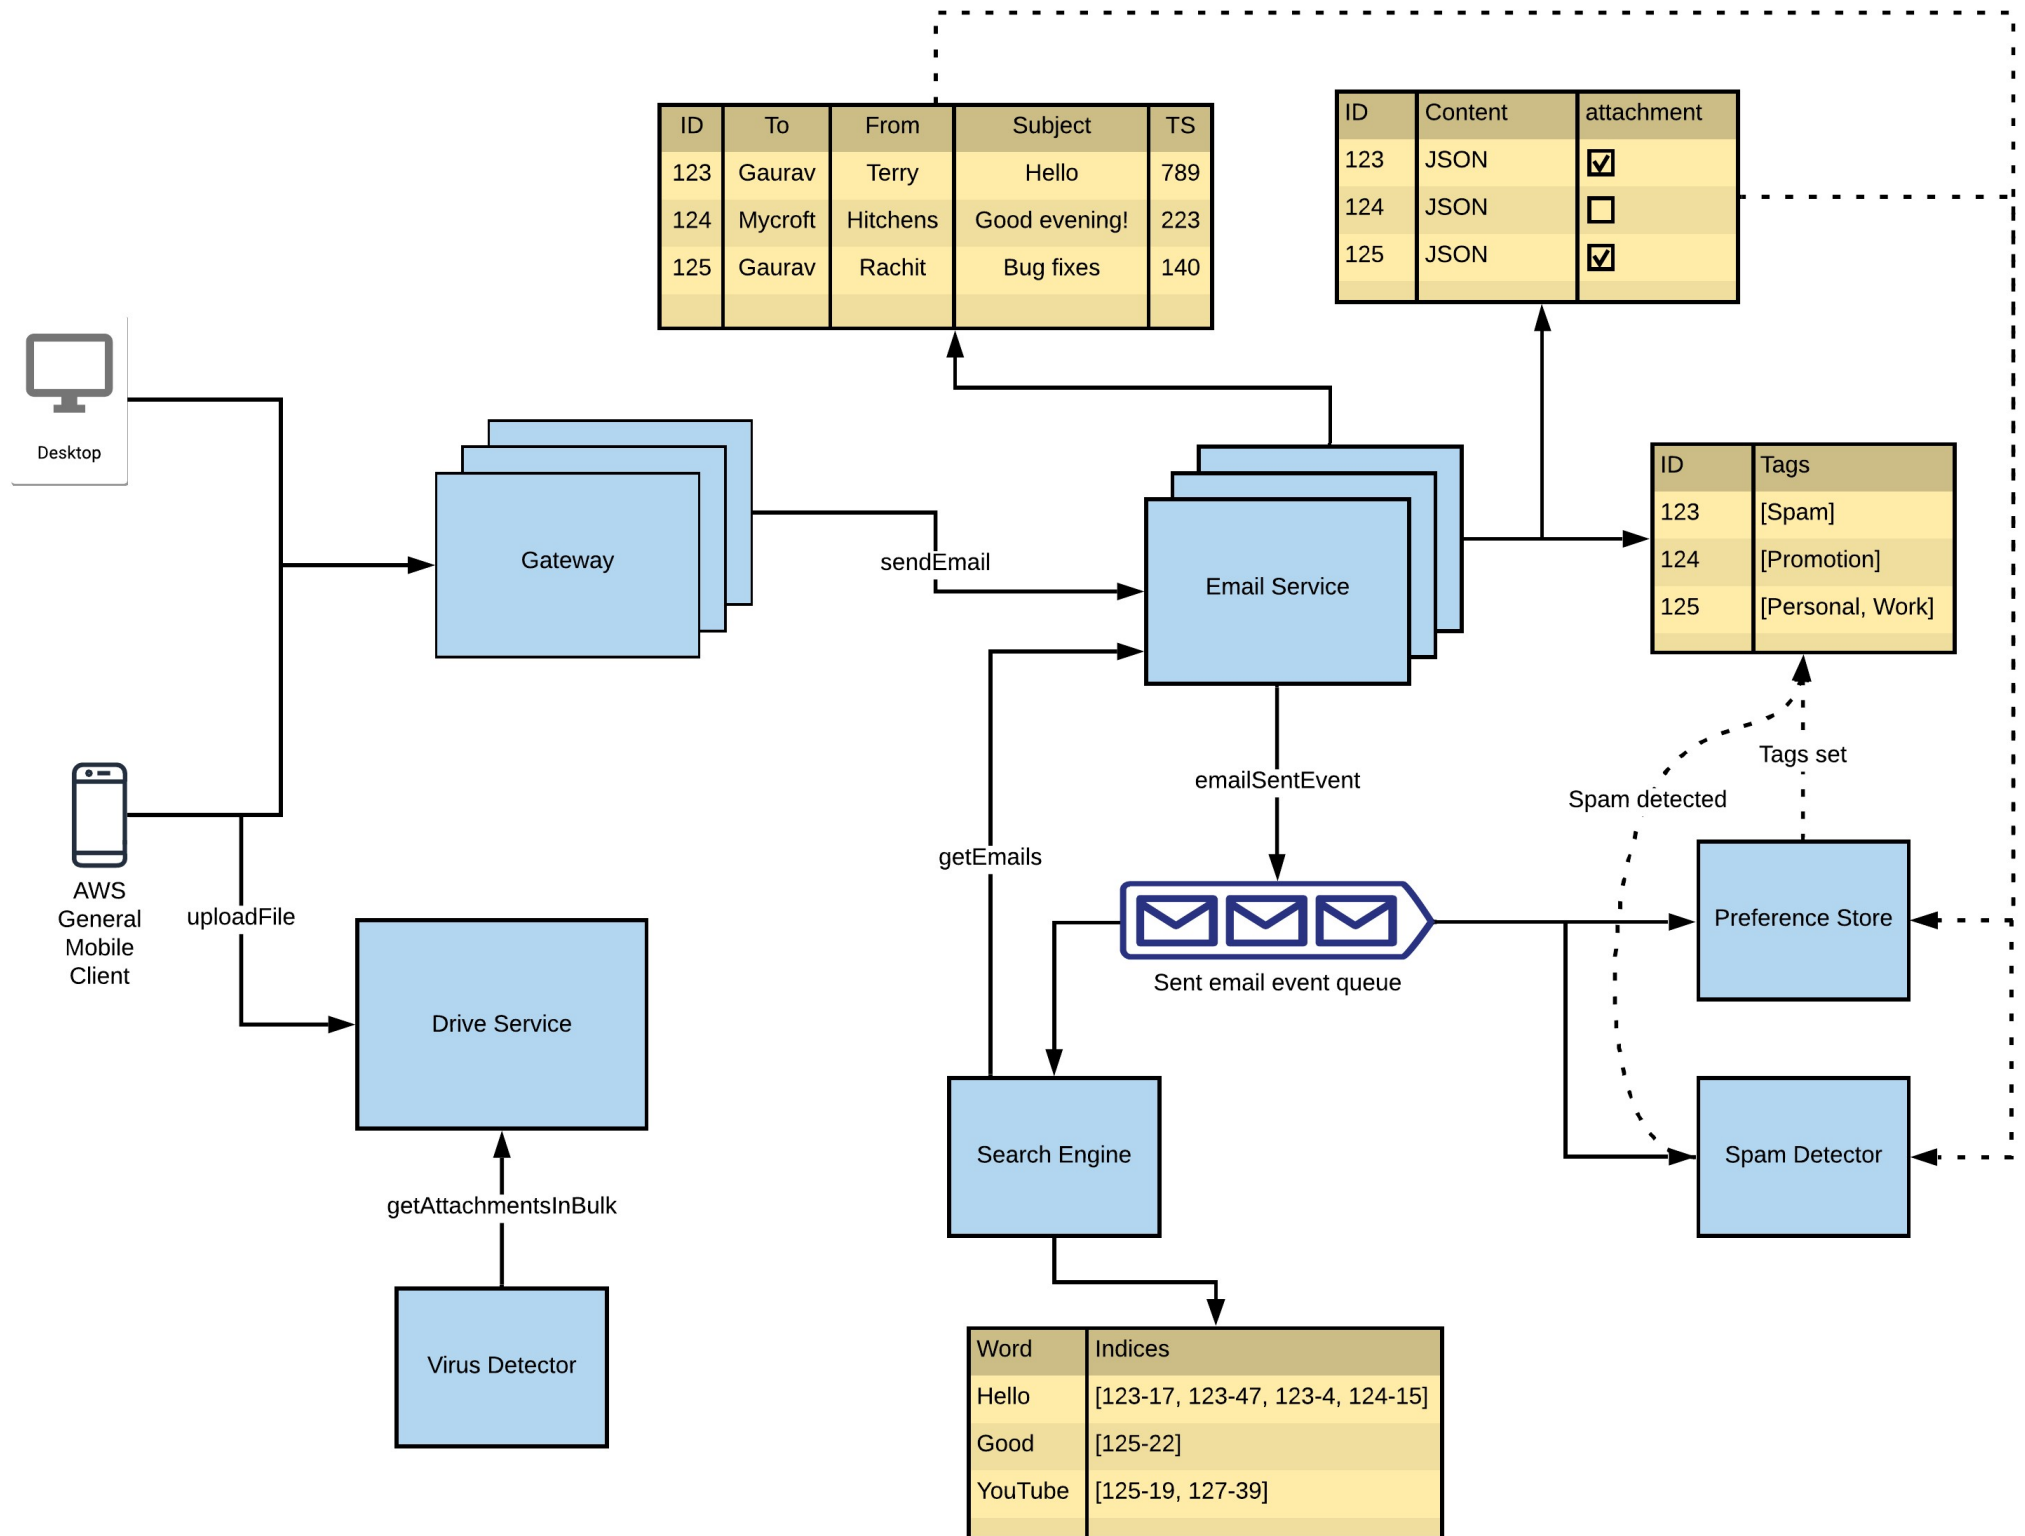 ID To From Subject TS
123 Gaurav Terry Hello 789
124 Mycroft Hitchens Good evening! 223
125 Gaurav Rachit Bug fixes 140
ID Content attachment
123 JSON
124 JSON
125 JSON
Desktop
Gateway
sendEmail
Email Service
ID Tags
123 [Spam]
124 [Promotion]
125 [Personal, Work]
Tags set
Spam detected
emailSentEvent
getEmails
AWS
General
Mobile
Client
uploadFile
Drive Service
Sent email event queue
Preference Store
Search Engine
Spam Detector
getAttachmentsInBulk
Virus Detector
Word Indices
Hello [123-17, 123-47, 123-4, 124-15]
Good [125-22]
YouTube [125-19, 127-39]